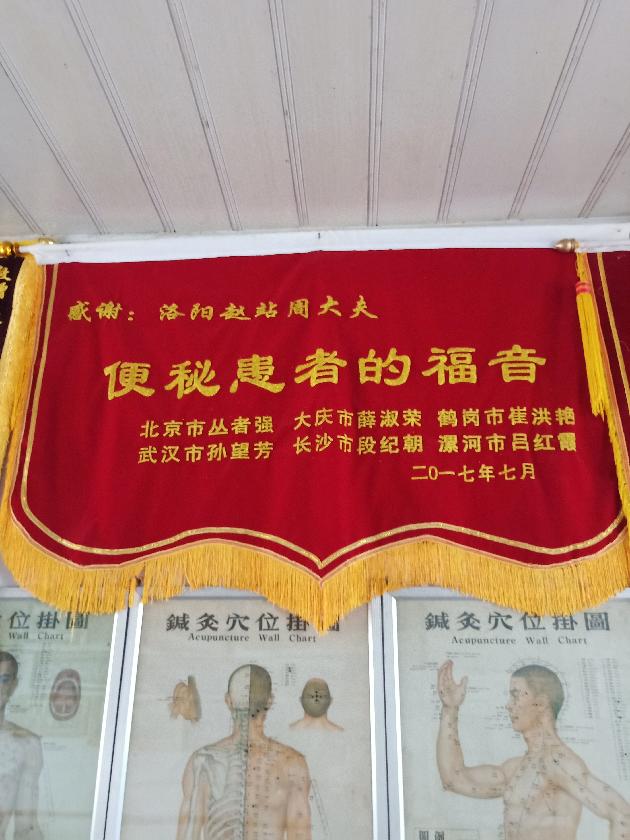 感谢：洛阳赵站周大夫
便秘患者的福音
北京市丛者强 大庆市薛淑荣 鹤岗市崔洪艳
武汉市孙望芳 长沙市段纪朝 漯河市吕红霞
二〇一七年七月
位掛圖
Wall Chart
鍼灸穴位掛圖
Acupuncture Wall Chart
鍼灸穴位掛圖
Acupuncture Wall Chart